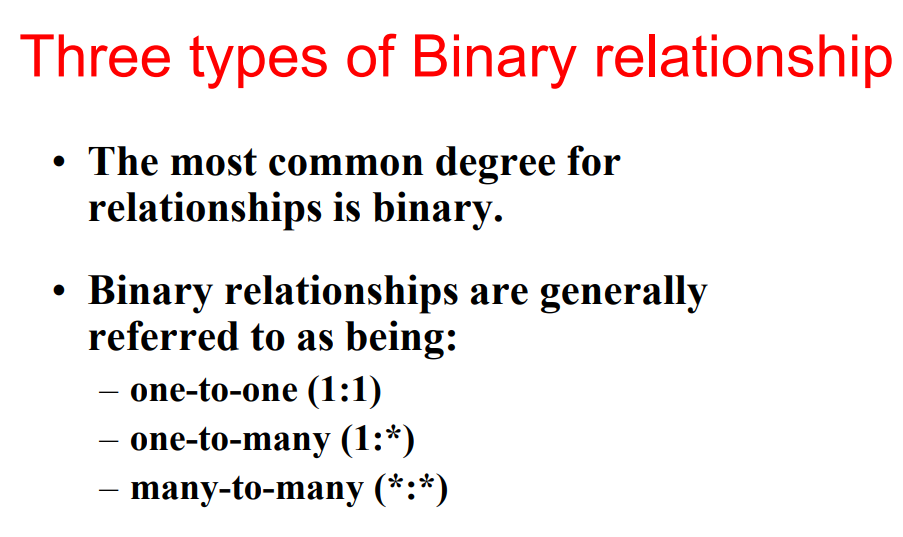 Three types of Binary relationship
• The most common degree for
relationships is binary.
• Binary relationships are generally
referred to as being:
– one-to-one (1:1)
– one-to-many (1:*)
– many-to-many (*:*)